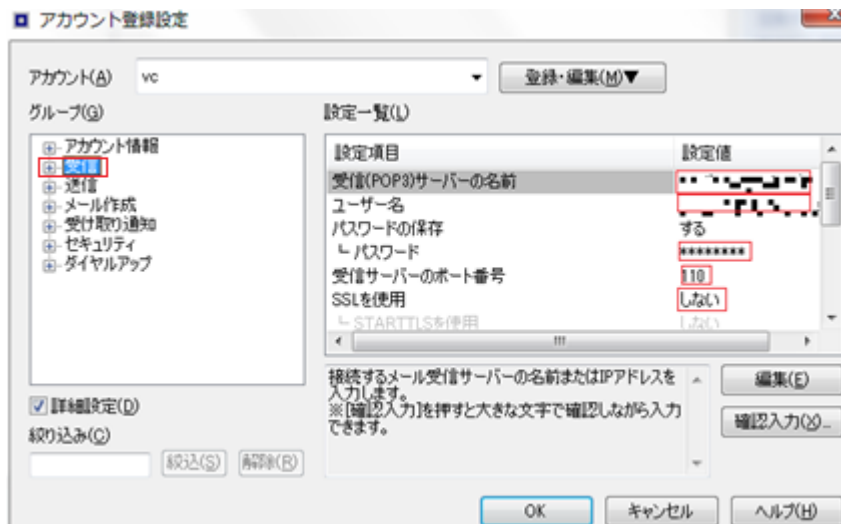 アカウント登録設定
アカウント(A) vc 登録・編集(M)▼
グループ(G)
アカウント情報
受信
送信
メール作成
受け取り通知
セキュリティ
ダイヤルアップ
設定一覧(L)
設定項目 設定値
受信(POP3)サーバーの名前
ユーザー名
パスワードの保存 する
パスワード ********
受信サーバーのポート番号 110
SSLを使用 しない
STARTTLSを使用 しない
接続するメール受信サーバーの名前またはIPアドレスを
入力します。
※[確認入力]を押すと大きな文字で確認しながら入力
できます。
編集(E)
確認入力(X)...
詳細設定(D)
絞り込み(C)
絞込(S) 解除(R)
OK キャンセル ヘルプ(H)